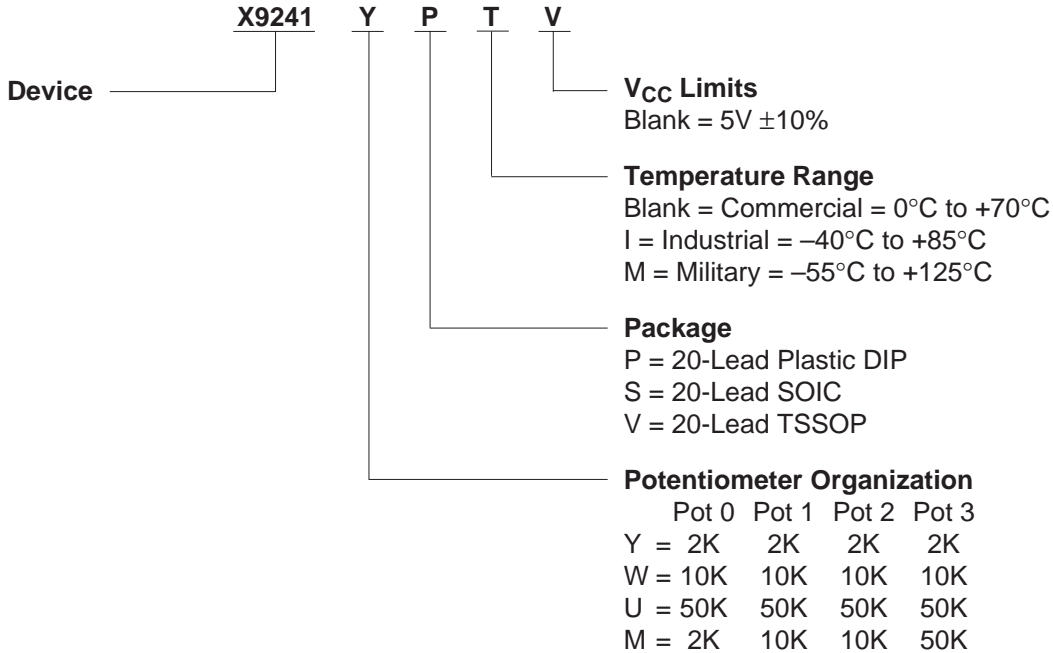 X9241 Y P T V
Device
VCC Limits
Blank = 5V ±10%
Temperature Range
Blank = Commercial = 0°C to +70°C
I = Industrial = –40°C to +85°C
M = Military = –55°C to +125°C
Package
P = 20-Lead Plastic DIP
S = 20-Lead SOIC
V = 20-Lead TSSOP
Potentiometer Organization
Pot 0 Pot 1 Pot 2 Pot 3
Y = 2K 2K 2K 2K
W = 10K 10K 10K 10K
U = 50K 50K 50K 50K
M = 2K 10K 10K 50K